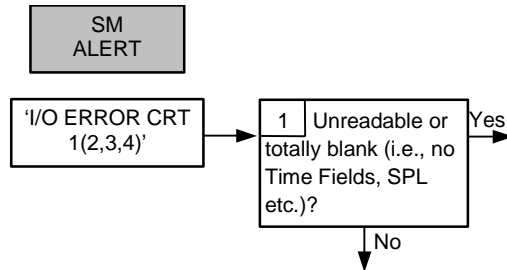 SM
ALERT
‘I/O ERROR CRT
1(2,3,4)’
1 Unreadable or
totally blank (i.e., no
Time Fields, SPL
etc.)?
Yes
No